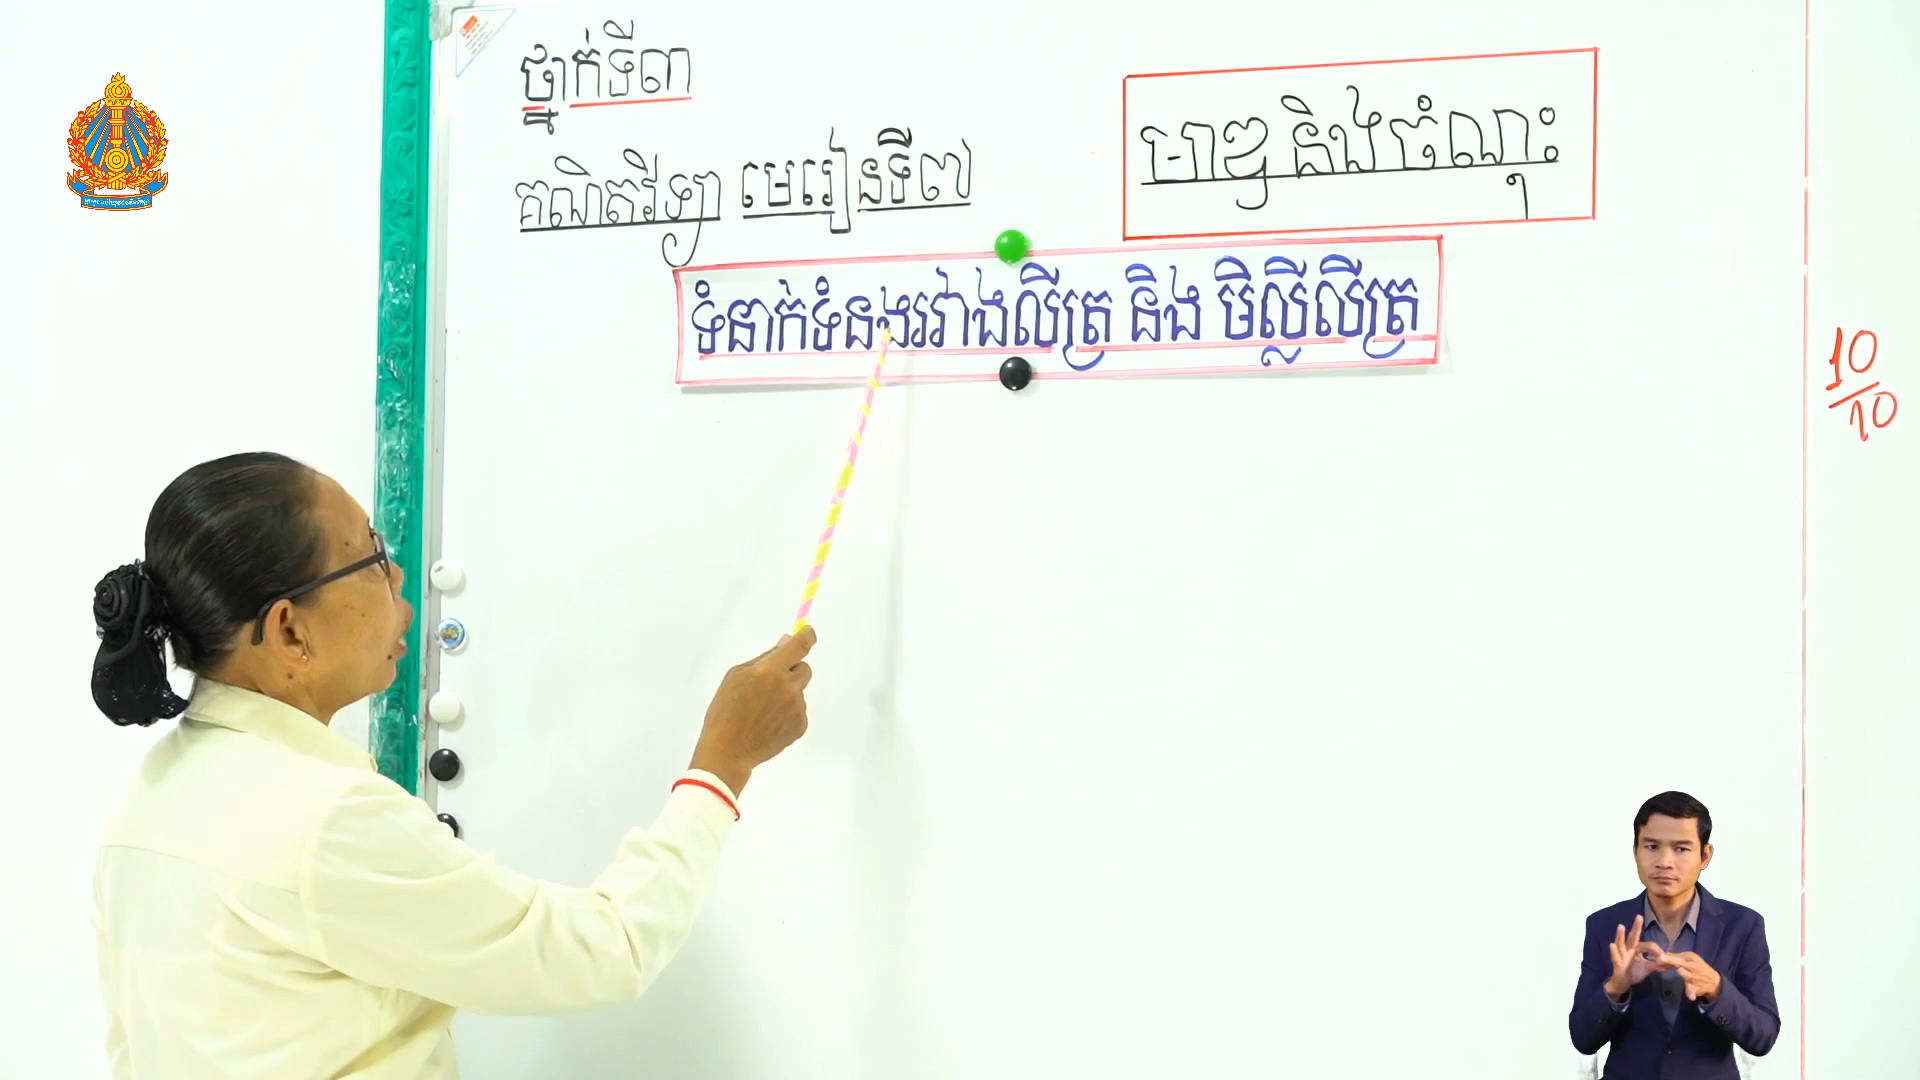 ថ្នាក់ទី៣
គណិតវិទ្យា មេរៀនទី៧
មាឌ និងចំណុះ
ទំនាក់ទំនងរវាងលីត្រ និង មិល្លីលីត្រ
10
10